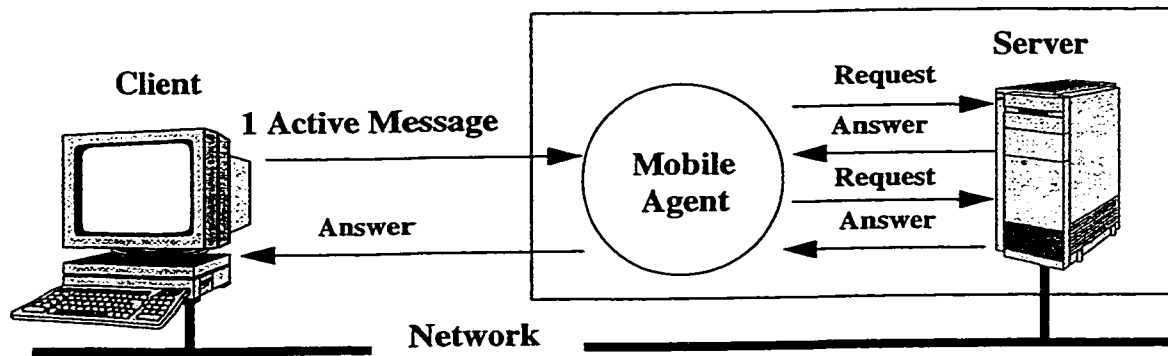 Client
Server
1 Active Message
Answer
Mobile
Agent
Request
Answer
Request
Answer
Network